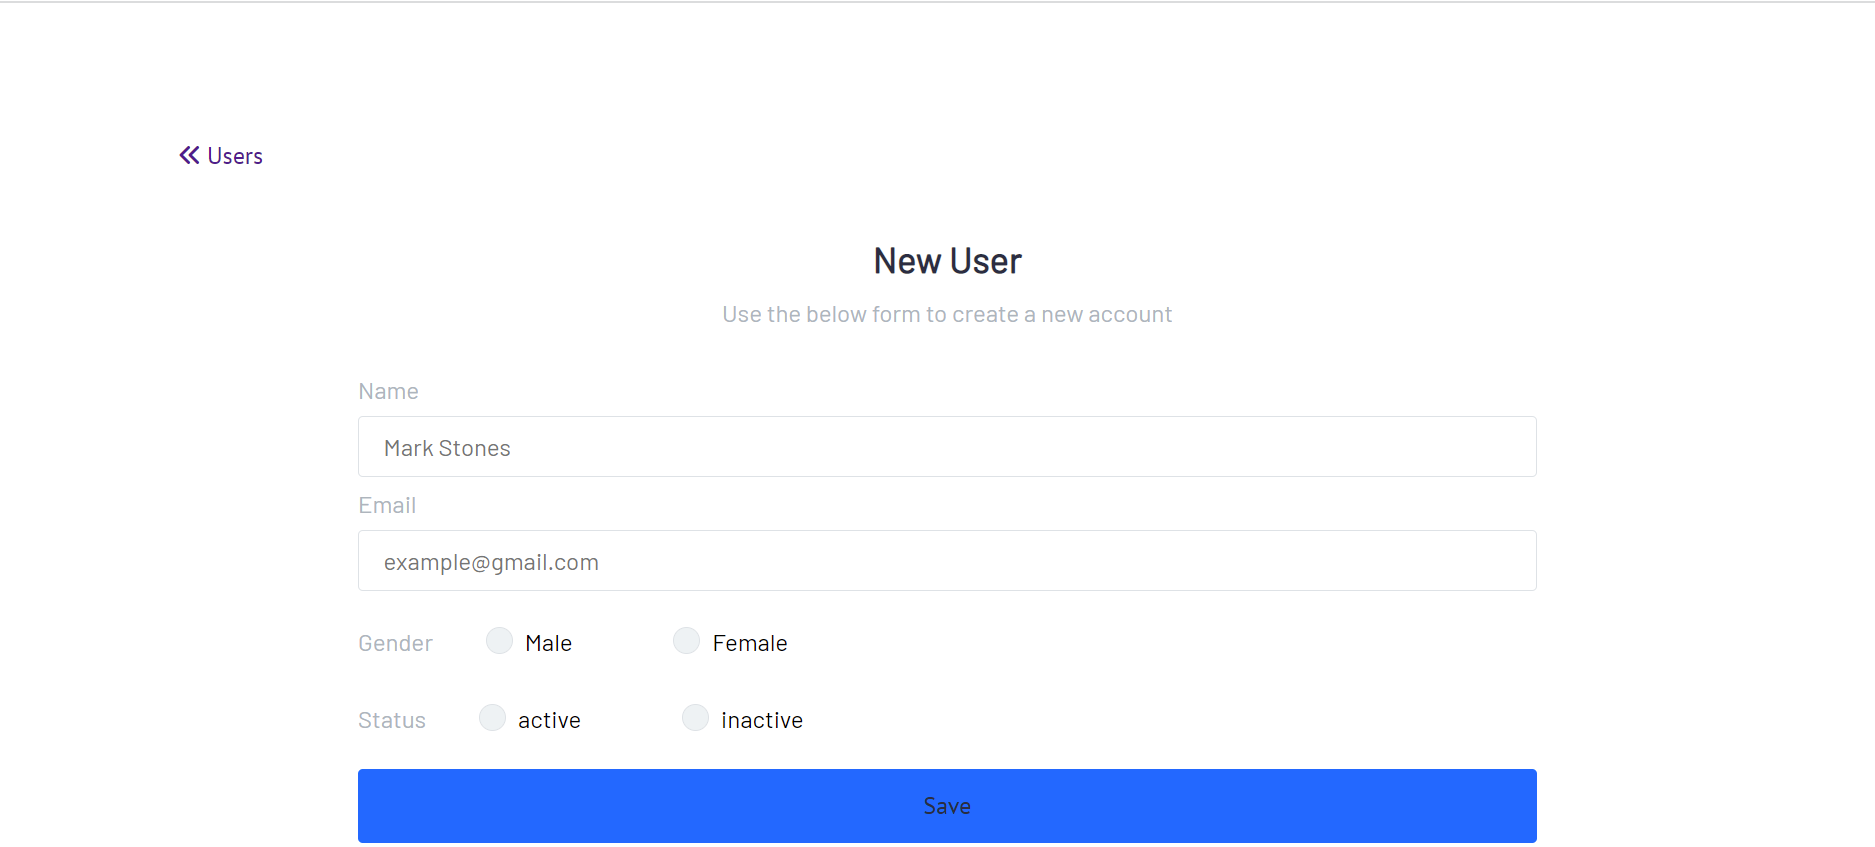 Users
New User
Use the below form to create a new account
Name
Mark Stones
Email
example@gmail.com
Gender Male Female
Status active inactive
Save